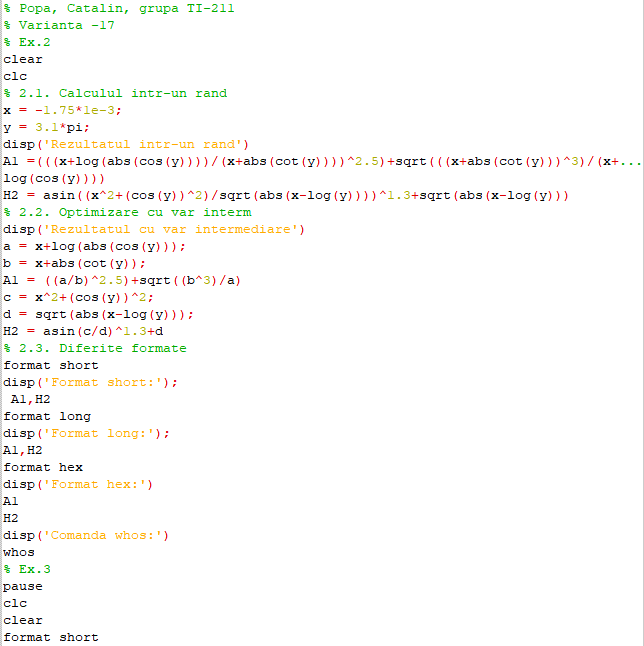 % Popa, Catalin, grupa TI-211
% Varianta -17
% Ex.2
clear
clc
% 2.1. Calculul intr-un rand
x = -1.75*1e-3;
y = 3.1*pi;
disp('Rezultatul intr-un rand')
A1 =(((x+log(abs(cos(y))))/(x+abs(cot(y))))^2.5)+sqrt(((x+abs(cot(y)))^3)/(x+...
log(cos(y))))
H2 = asin((x^2+(cos(y))^2)/sqrt(abs(x-log(y))))^1.3+sqrt(abs(x-log(y)))
% 2.2. Optimizare cu var interm
disp('Rezultatul cu var intermediare')
a = x+log(abs(cos(y)));
b = x+abs(cot(y));
A1 = ((a/b)^2.5)+sqrt((b^3)/a)
c = x^2+(cos(y))^2;
d = sqrt(abs(x-log(y)));
H2 = asin(c/d)^1.3+d
% 2.3. Diferite formate
format short
disp('Format short:');
A1,H2
format long
disp('Format long:');
A1,H2
format hex
disp('Format hex:')
A1
H2
disp('Comanda whos:')
whos
% Ex.3
pause
clc
clear
format short